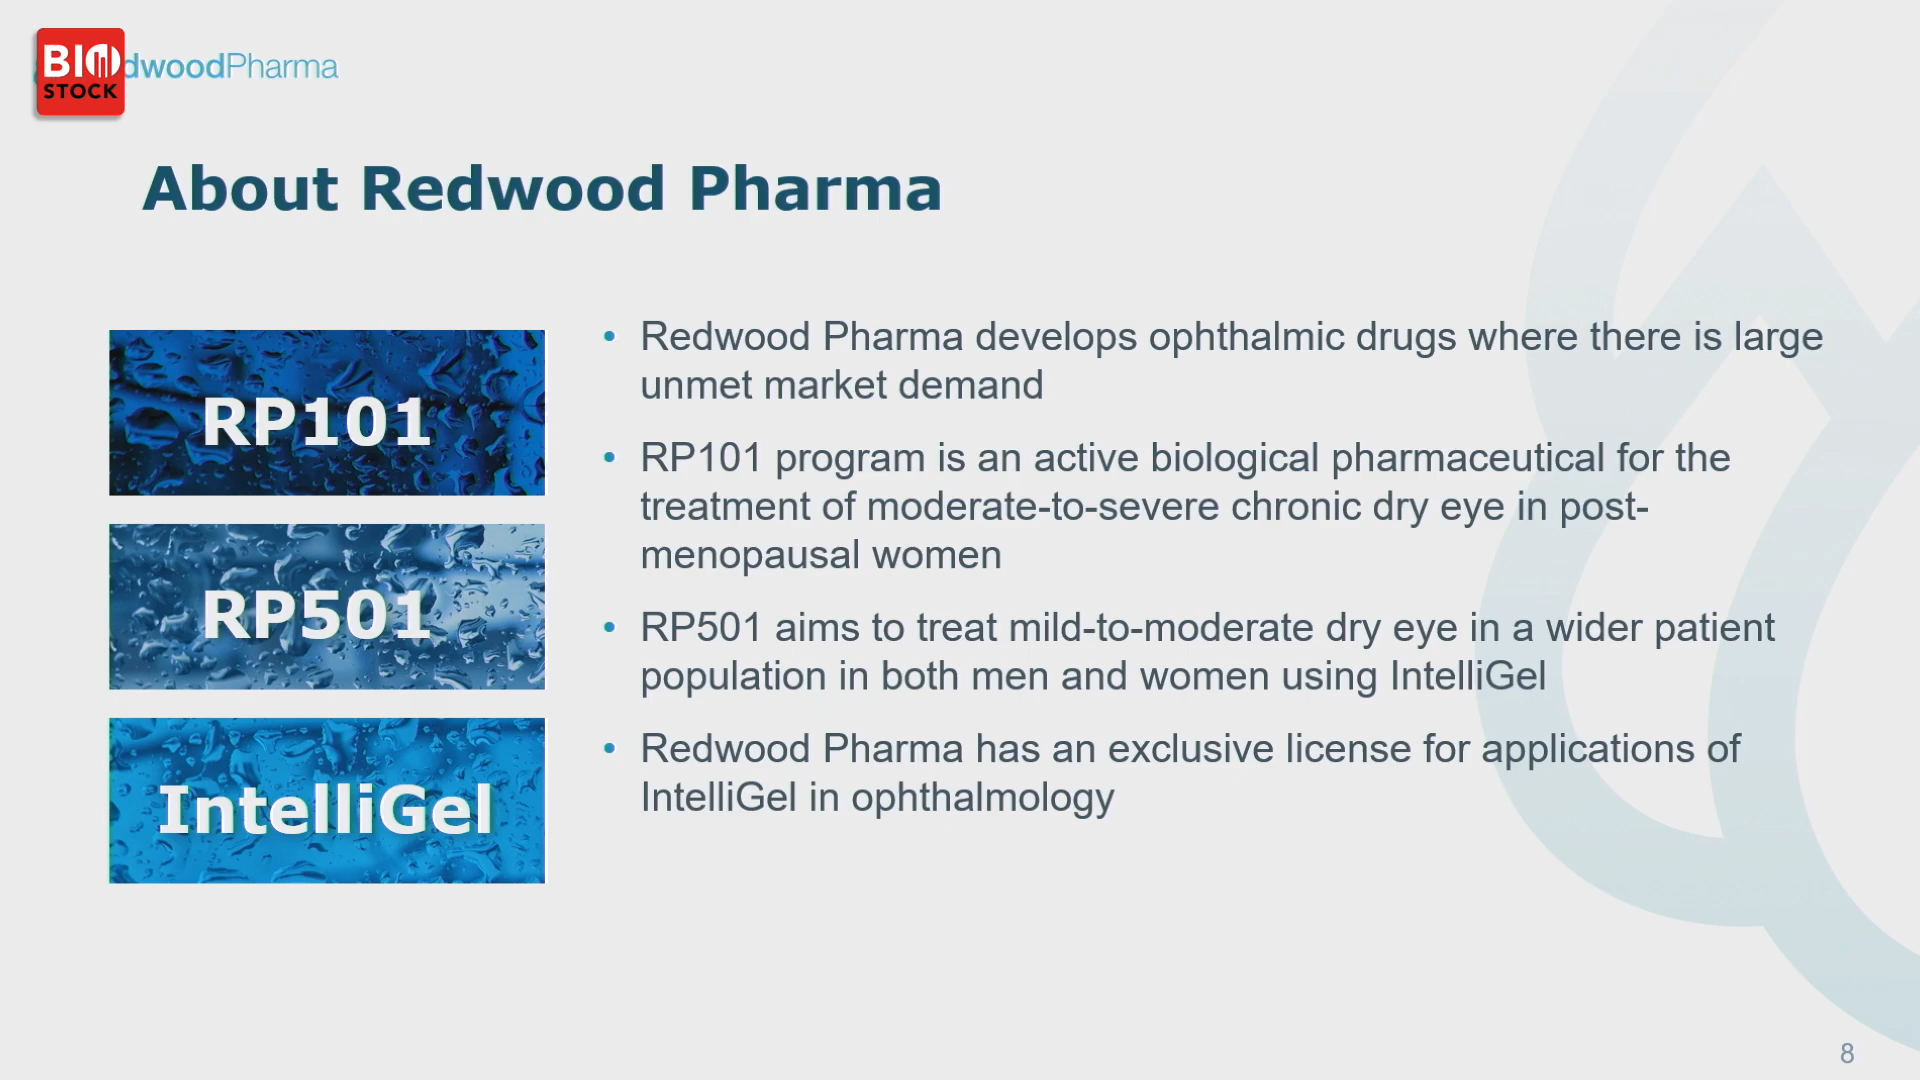 BIO
STOCK
dwoodPharma
About Redwood Pharma
RP101
RP501
IntelliGel
• Redwood Pharma develops ophthalmic drugs where there is large
unmet market demand
• RP101 program is an active biological pharmaceutical for the
treatment of moderate-to-severe chronic dry eye in post-
menopausal women
• RP501 aims to treat mild-to-moderate dry eye in a wider patient
population in both men and women using IntelliGel
• Redwood Pharma has an exclusive license for applications of
IntelliGel in ophthalmology
8